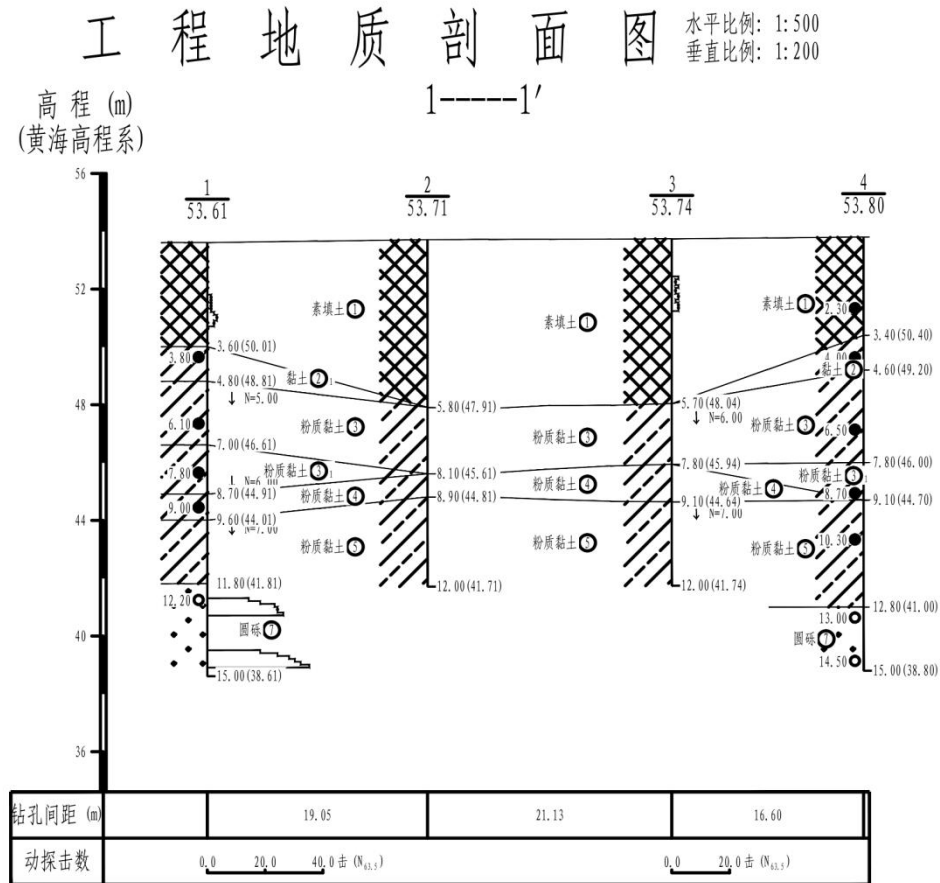 工程地质剖面图
水平比例: 1:500
垂直比例: 1:200
1-----1′
高程 (m)
(黄海高程系)
56
52
48
44
40
36
1
53.61
2
53.71
3
53.74
4
53.80
素填土①
素填土①
素填土①
2.30
3.60(50.01)
3.80
4.80(48.81)
N=5.00
6.10
7.00(46.61)
7.80
8.70(44.91)
9.00
9.60(44.01)
N=7.00
11.80(41.81)
12.20
15.00(38.61)
黏土②1
粉质黏土③
粉质黏土③1
粉质黏土④
粉质黏土⑤
圆砾⑦
5.80(47.91)
8.10(45.61)
8.90(44.81)
12.00(41.71)
粉质黏土③
粉质黏土④
粉质黏土⑤
5.70(48.04)
N=6.00
7.80(45.94)
9.10(44.64)
N=7.00
12.00(41.74)
3.40(50.40)
4.00
黏土②
4.60(49.20)
粉质黏土③
6.50
7.80(46.00)
粉质黏土③
粉质黏土④
8.70
9.10(44.70)
10.30
粉质黏土⑤
12.80(41.00)
13.00
圆砾⑦
14.50
15.00(38.80)
钻孔间距 (m)
19.05
21.13
16.60
动探击数
0.0 20.0 40.0击 (N63.5)
0.0 20.0击 (N63.5)